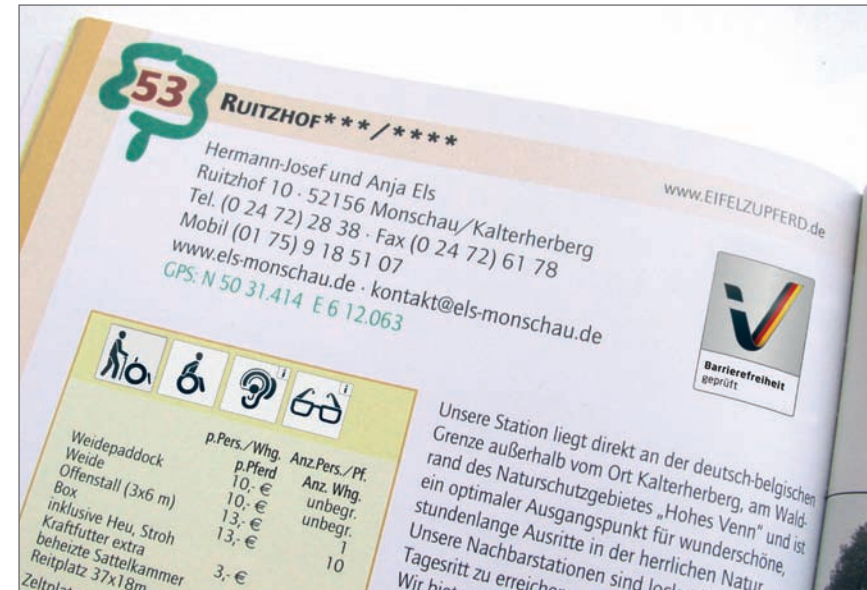 53
RUITZHOF***/****
www.EIFELZUPFERD.de
Hermann-Josef und Anja Els
Ruitzhof 10 · 52156 Monschau/Kalterherberg
Tel. (0 24 72) 28 38 · Fax (0 24 72) 61 78
Mobil (01 75) 9 18 51 07
www.els-monschau.de · kontakt@els-monschau.de
GPS: N 50 31.414 E 6 12.063
Barrierefreiheit
geprüft
i
i
p.Pers./Whg. Anz.Pers./Pf.
p.Pferd Anz. Whg.
Weidepaddock 10,- € unbegr.
Weide 10,- € unbegr.
Offenstall (3x6 m) 13,- € 1
Box 13,- € 10
inklusive Heu, Stroh
Kraftfutter extra 3,- €
beheizte Sattelkammer
Reitplatz 37x18m
Unsere Station liegt direkt an der deutsch-belgischen
Grenze außerhalb vom Ort Kalterherberg, am Wald-
rand des Naturschutzgebietes „Hohes Venn“ und ist
ein optimaler Ausgangspunkt für wunderschöne,
stundenlange Ausritte in der herrlichen Natur
Unsere Nachbarstationen sind
Tagesritt zu
Wir